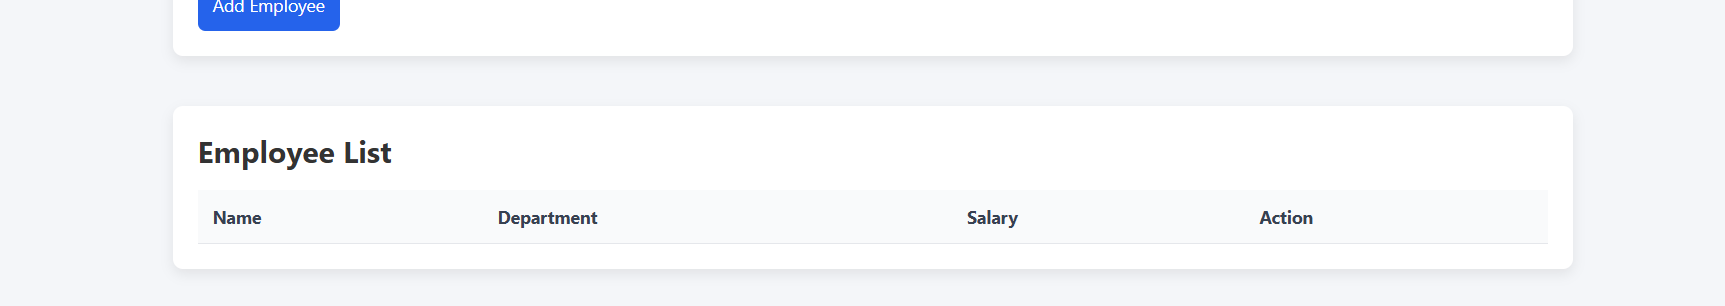 Add Employee
Employee List
Name Department Salary Action